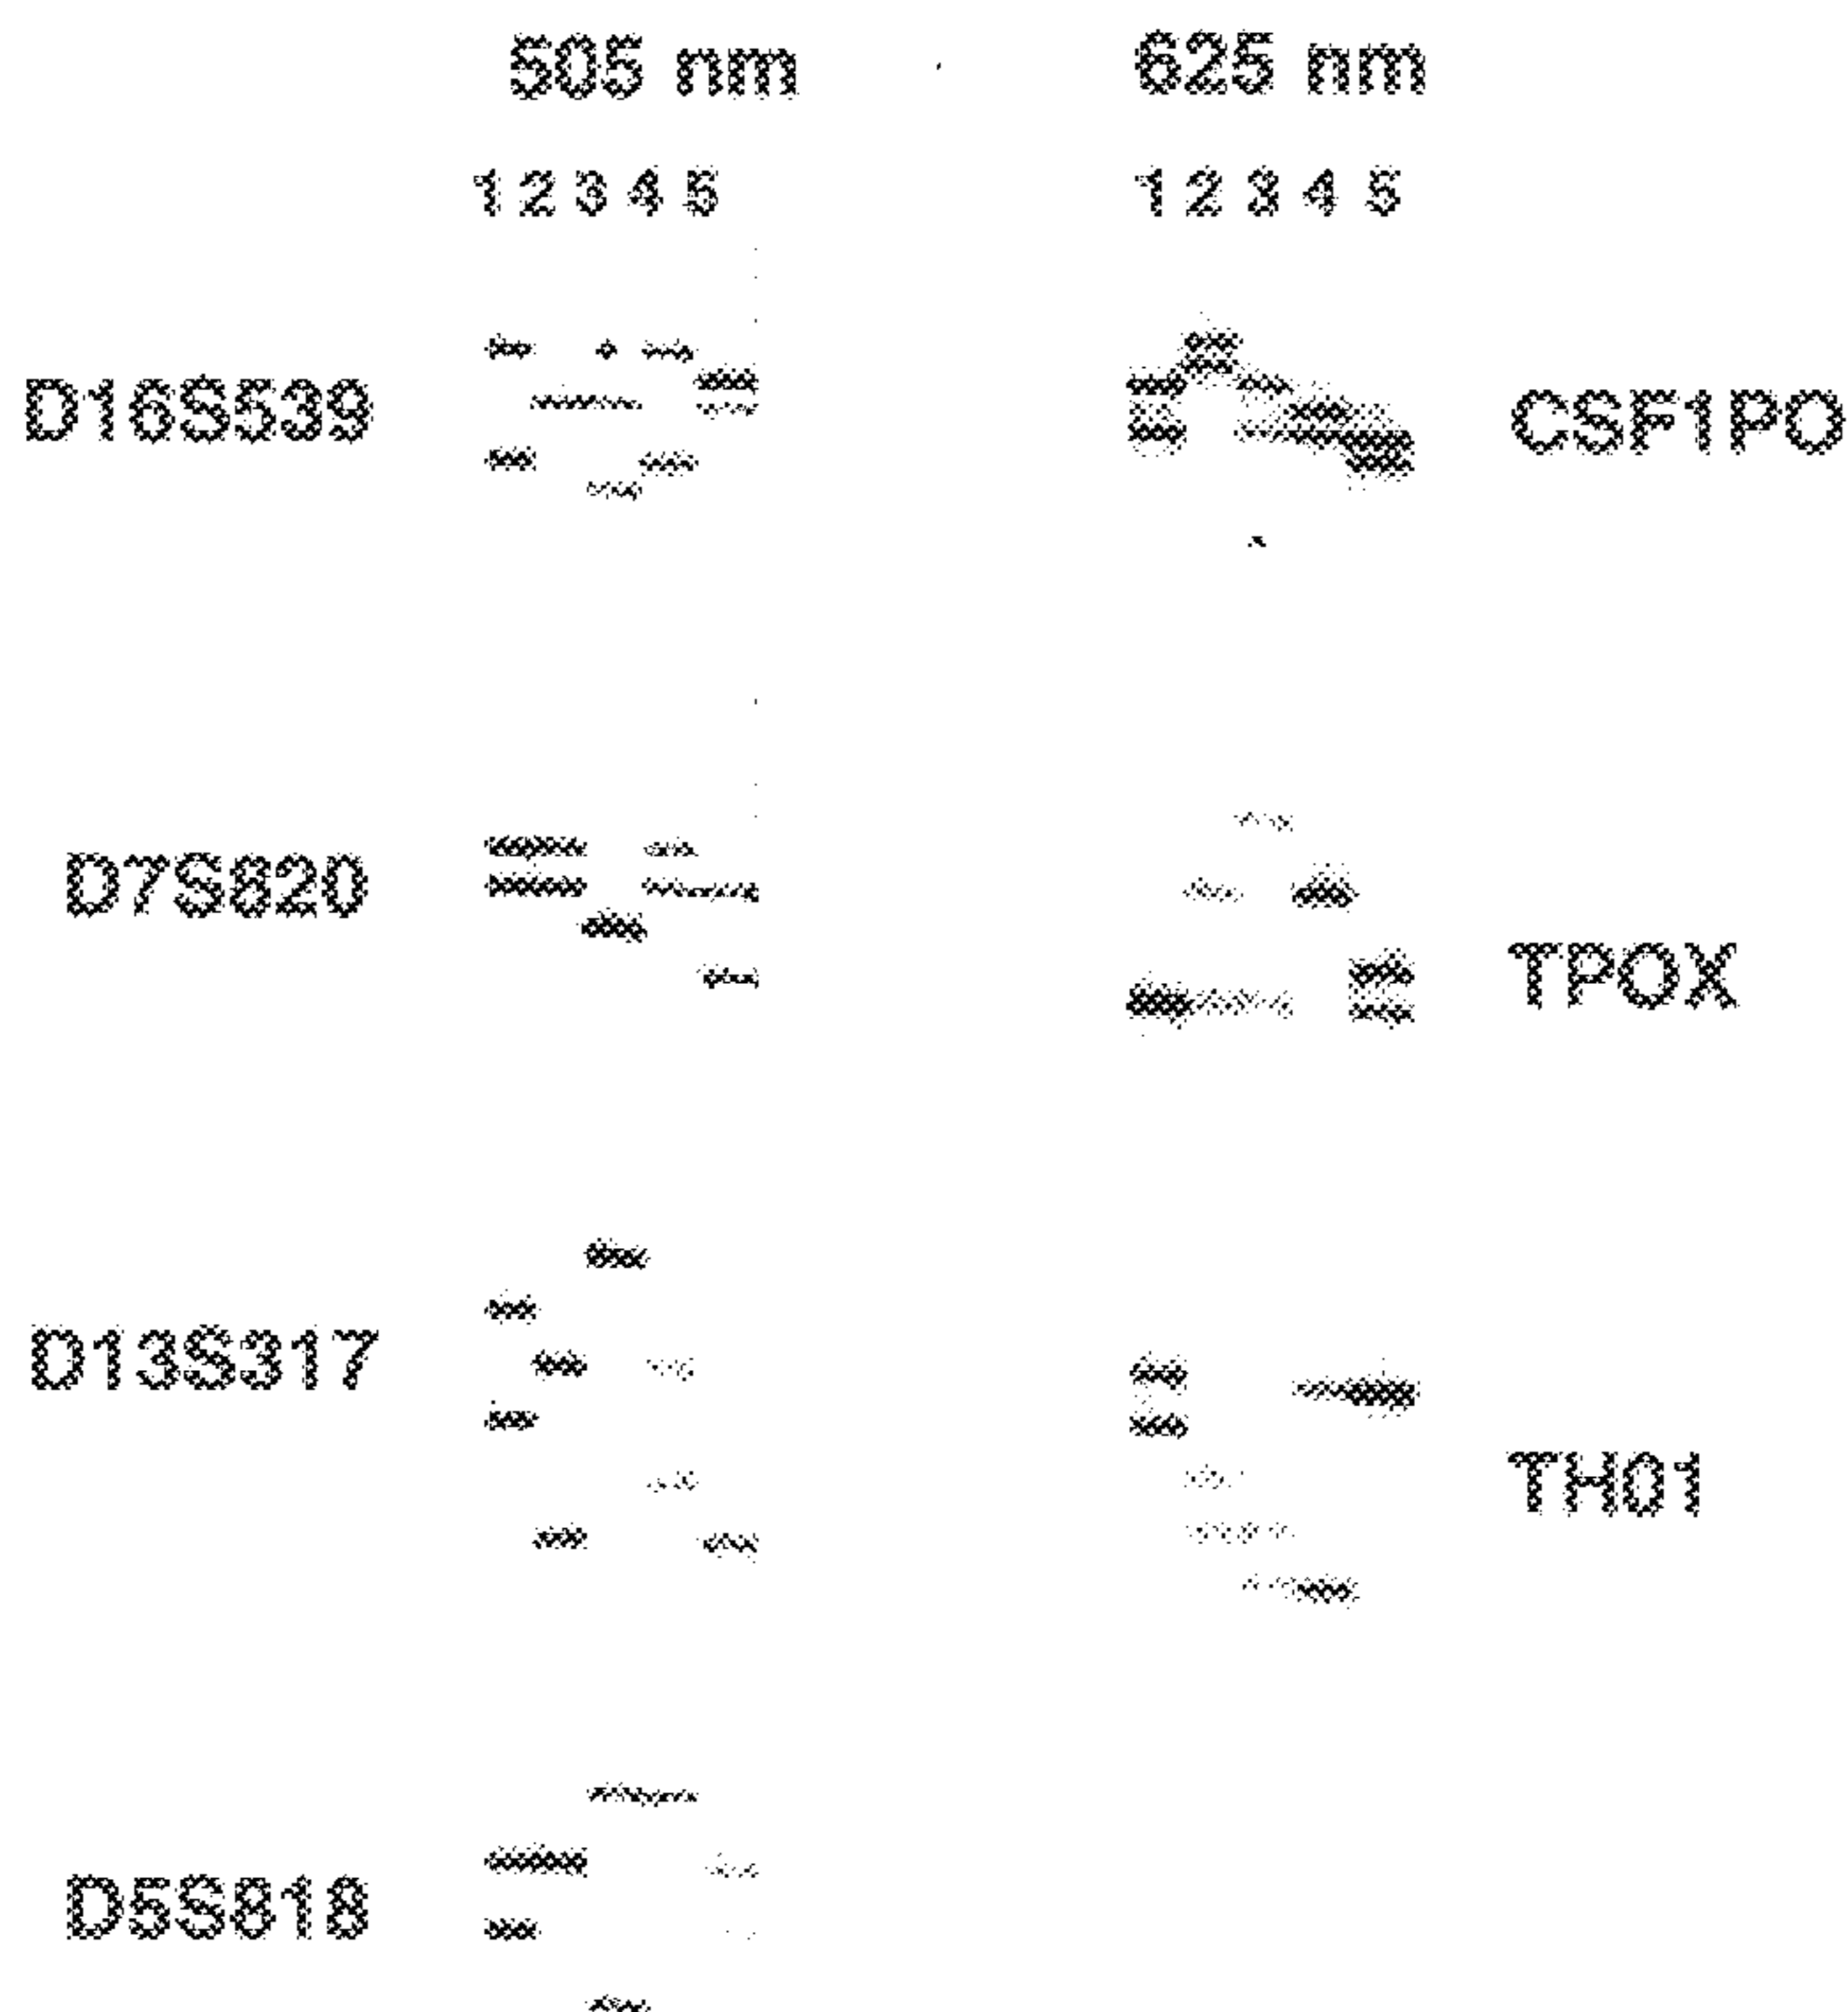 505 nm 625 nm
1 2 3 4 5 1 2 3 4 5
D16S539 CSF1PO
D7S820
TPOX
D13S317
TH01
D5S818